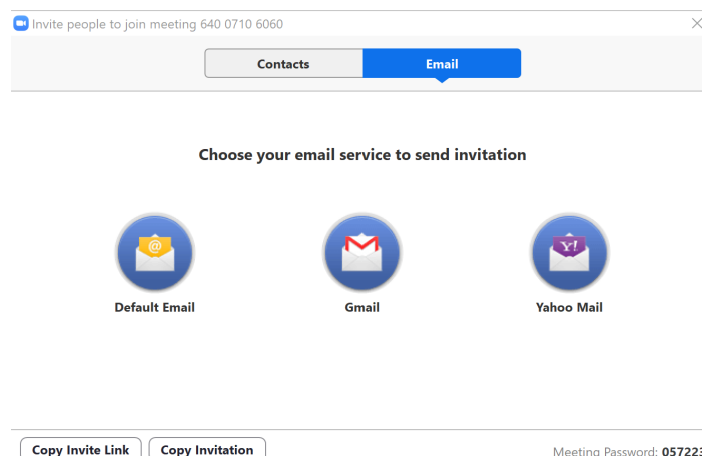 Invite people to join meeting 640 0710 6060
Contacts
Email
Choose your email service to send invitation
@
Y!
Default Email
Gmail
Yahoo Mail
Copy Invite Link
Copy Invitation
Meeting Password: 057223